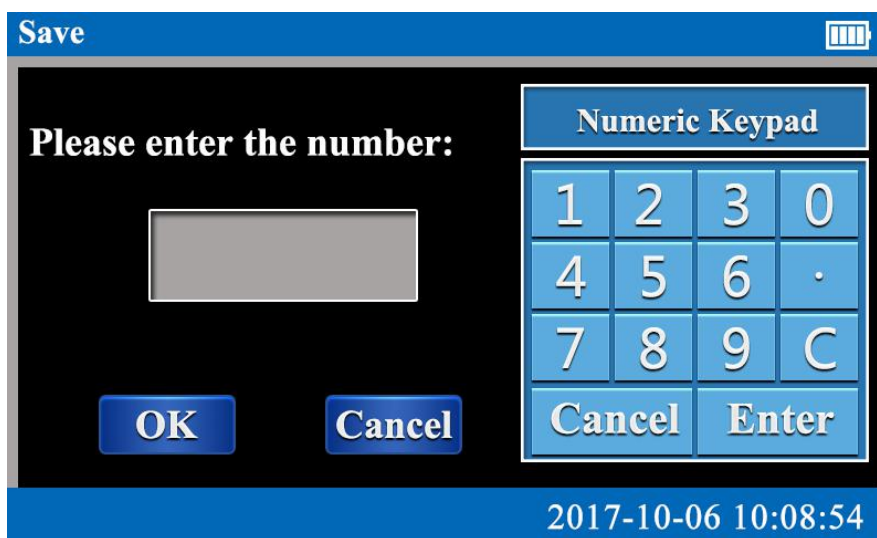 Save
Please enter the number:
OK Cancel
Numeric Keypad
1 2 3 0
4 5 6 .
7 8 9 C
Cancel Enter
2017-10-06 10:08:54